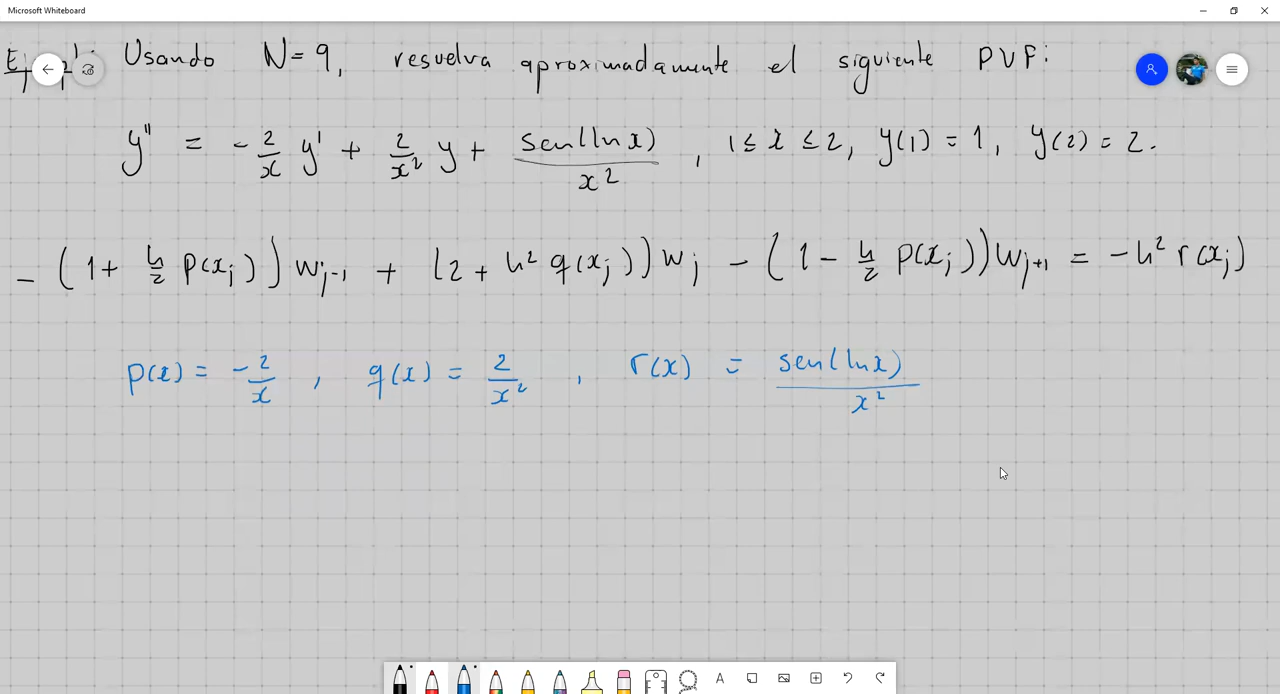 Microsoft Whiteboard
Usando N=9, resuelva aproximadamente el siguiente PVF:
y'' = -2/x y' + 2/x² y + sen(ln x)/x² , 1 ≤ x ≤ 2, y(1) = 1, y(2) = 2.
-(1 + h/2 p(xⱼ)) wⱼ₋₁ + (2 + h² q(xⱼ)) wⱼ - (1 - h/2 p(xⱼ)) wⱼ₊₁ = -h² r(xⱼ)
p(x) = -2/x , q(x) = 2/x² , r(x) = sen(ln x)/x²
A